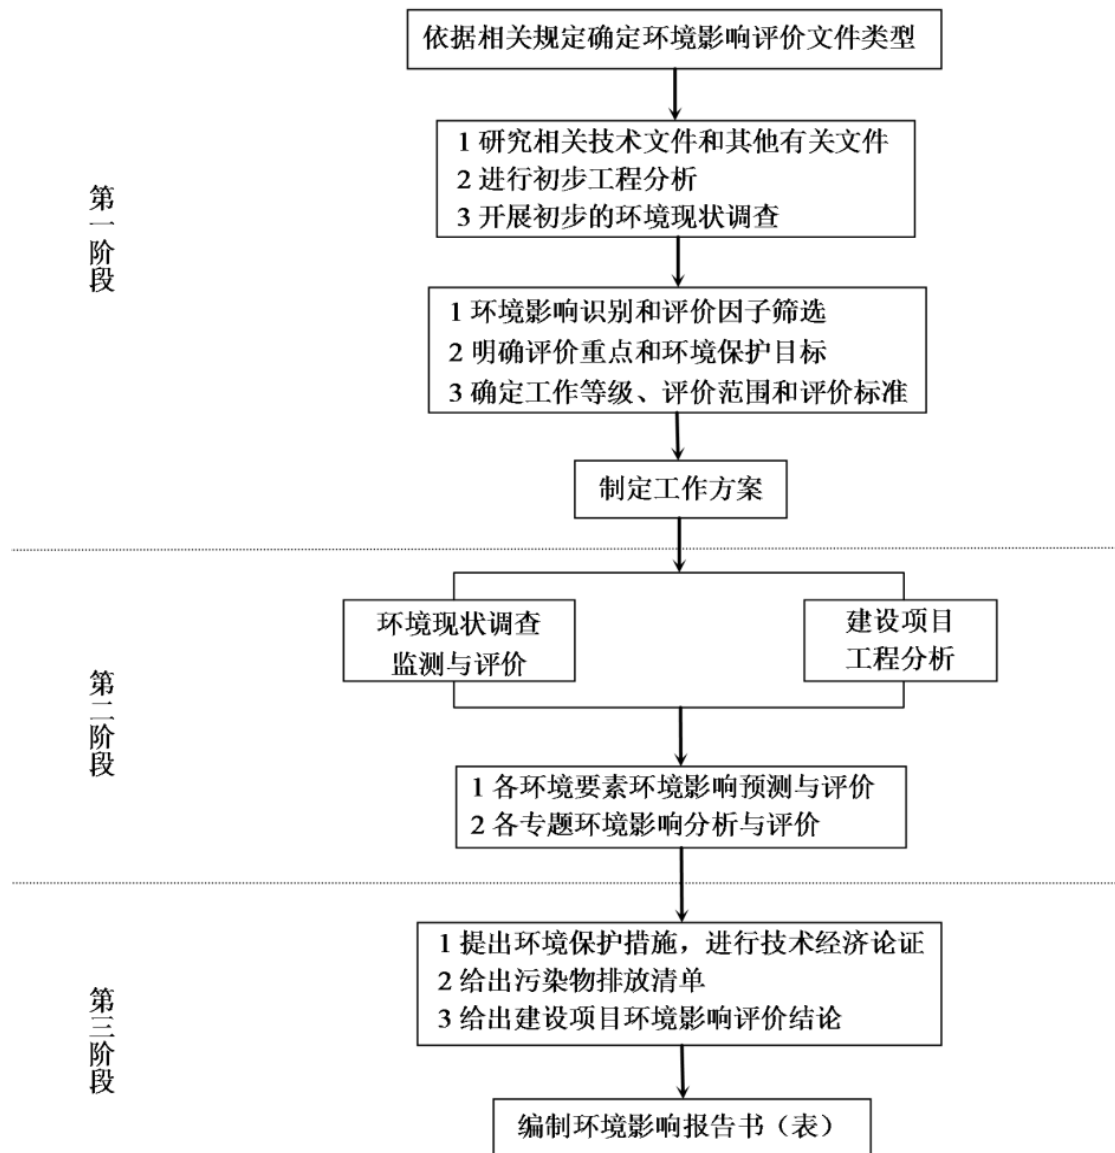 依据相关规定确定环境影响评价文件类型
第一阶段
1 研究相关技术文件和其他有关文件
2 进行初步工程分析
3 开展初步的环境现状调查
1 环境影响识别和评价因子筛选
2 明确评价重点和环境保护目标
3 确定工作等级、评价范围和评价标准
制定工作方案
第二阶段
环境现状调查
监测与评价
建设项目
工程分析
1 各环境要素环境影响预测与评价
2 各专题环境影响分析与评价
第三阶段
1 提出环境保护措施，进行技术经济论证
2 给出污染物排放清单
3 给出建设项目环境影响评价结论
编制环境影响报告书（表）